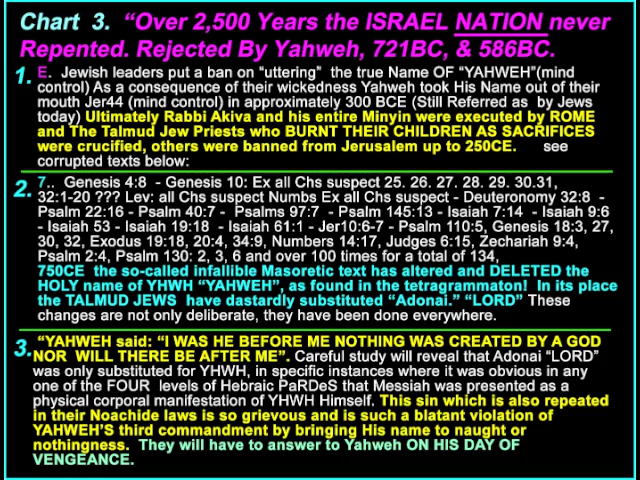 Chart 3. “Over 2,500 Years the ISRAEL NATION never
Repented. Rejected By Yahweh, 721BC, & 586BC.
1. E. Jewish leaders put a ban on “uttering” the true Name OF “YAHWEH”(mind
control) As a consequence of their wickedness Yahweh took His Name out of their
mouth Jer44 (mind control) in approximately 300 BCE (Still Referred as by Jews
today) Ultimately Rabbi Akiva and his entire Minyin were executed by ROME
and The Talmud Jew Priests who BURNT THEIR CHILDREN AS SACRIFICES
were crucified, others were banned from Jerusalem up to 250CE. see
corrupted texts below:
2. 7.. Genesis 4:8 - Genesis 10: Ex all Chs suspect 25. 26. 27. 28. 29. 30.31,
32:1-20 ??? Lev: all Chs suspect Numbs Ex all Chs suspect - Deuteronomy 32:8 -
Psalm 22:16 - Psalm 40:7 - Psalms 97:7 - Psalm 145:13 - Isaiah 7:14 - Isaiah 9:6
- Isaiah 53 - Isaiah 19:18 - Isaiah 61:1 - Jer10:6-7 - Psalm 110:5, Genesis 18:3, 27,
30, 32, Exodus 19:18, 20:4, 34:9, Numbers 14:17, Judges 6:15, Zechariah 9:4,
Psalm 2:4, Psalm 130: 2, 3, 6 and over 100 times for a total of 134,
750CE the so-called infallible Masoretic text has altered and DELETED the
HOLY name of YHWH “YAHWEH”, as found in the tetragrammaton! In its place
the TALMUD JEWS have dastardly substituted “Adonai.” “LORD” These
changes are not only deliberate, they have been done everywhere.
3. “YAHWEH said: “I WAS HE BEFORE ME NOTHING WAS CREATED BY A GOD
NOR WILL THERE BE AFTER ME”. Careful study will reveal that Adonai “LORD”
was only substituted for YHWH, in specific instances where it was obvious in any
one of the FOUR levels of Hebraic PaRDeS that Messiah was presented as a
physical corporal manifestation of YHWH Himself. This sin which is also repeated
in their Noachide laws is so grievous and is such a blatant violation of
YAHWEH’S third commandment by bringing His name to naught or
nothingness. They will have to answer to Yahweh ON HIS DAY OF
VENGEANCE.